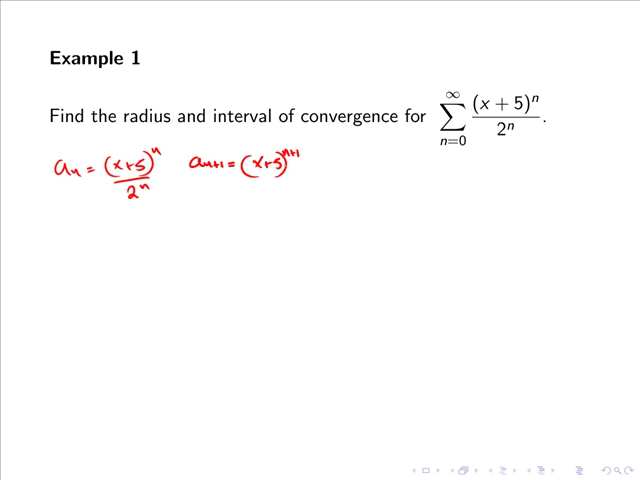 Example 1
Find the radius and interval of convergence for $\sum_{n=0}^{\infty} \frac{(x+5)^n}{2^n}$.
$a_n = \frac{(x+5)^n}{2^n}$ $a_{n+1} = (x+5)^{n+1}$